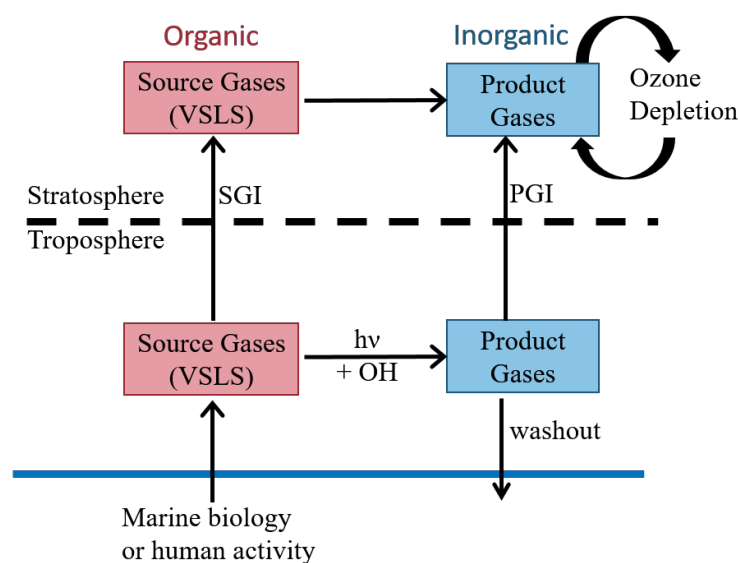 Organic
Inorganic
Source Gases
(VSLS)
Product
Gases
Ozone
Depletion
Stratosphere
SGI
PGI
Troposphere
Source Gases
(VSLS)
hν
+ OH
Product
Gases
washout
Marine biology
or human activity